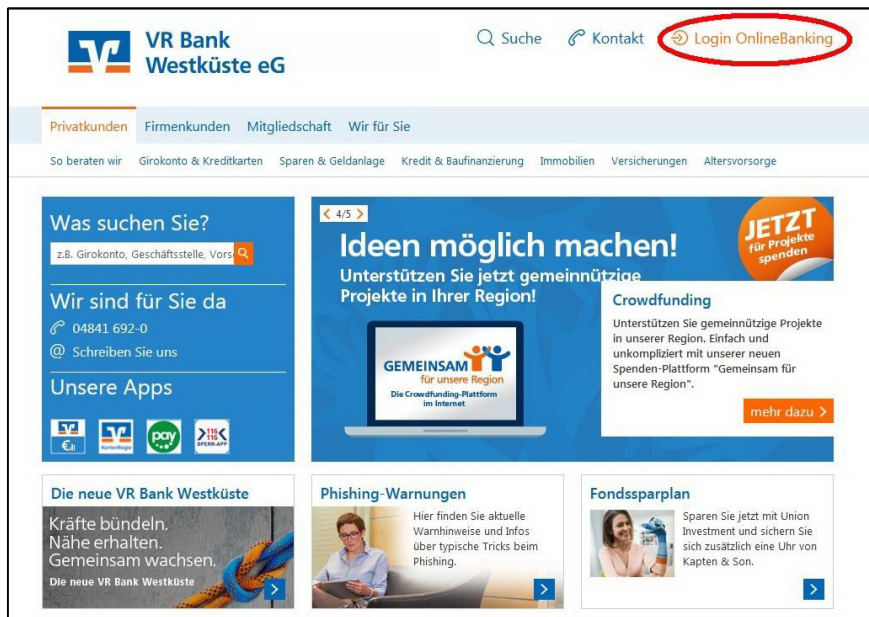 VR Bank
Westküste eG
Suche
Kontakt
Login OnlineBanking
Privatkunden Firmenkunden Mitgliedschaft Wir für Sie
So beraten wir Girokonto & Kreditkarten Sparen & Geldanlage Kredit & Baufinanzierung Immobilien Versicherungen Altersvorsorge
Was suchen Sie?
z.B. Girokonto, Geschäftsstelle, Vors
Wir sind für Sie da
04841 692-0
@ Schreiben Sie uns
Unsere Apps
€
KartenRegie
pay
116
116
SPERR-APP
4/5
Ideen möglich machen!
Unterstützen Sie jetzt gemeinnützige
Projekte in Ihrer Region!
JETZT
für Projekte
spenden
GEMEINSAM
für unsere Region
Die Crowdfunding-Plattform
im Internet
Crowdfunding
Unterstützen Sie gemeinnützige Projekte
in unserer Region. Einfach und
unkompliziert mit unserer neuen
Spenden-Plattform "Gemeinsam für
unsere Region".
mehr dazu
Die neue VR Bank Westküste
Kräfte bündeln.
Nähe erhalten.
Gemeinsam wachsen.
Die neue VR Bank Westküste
Phishing-Warnungen
Hier finden Sie aktuelle
Warnhinweise und Infos
über typische Tricks beim
Phishing.
Fondssparplan
Sparen Sie jetzt mit Union
Investment und sichern Sie
sich zusätzlich eine Uhr von
Kapten & Son.